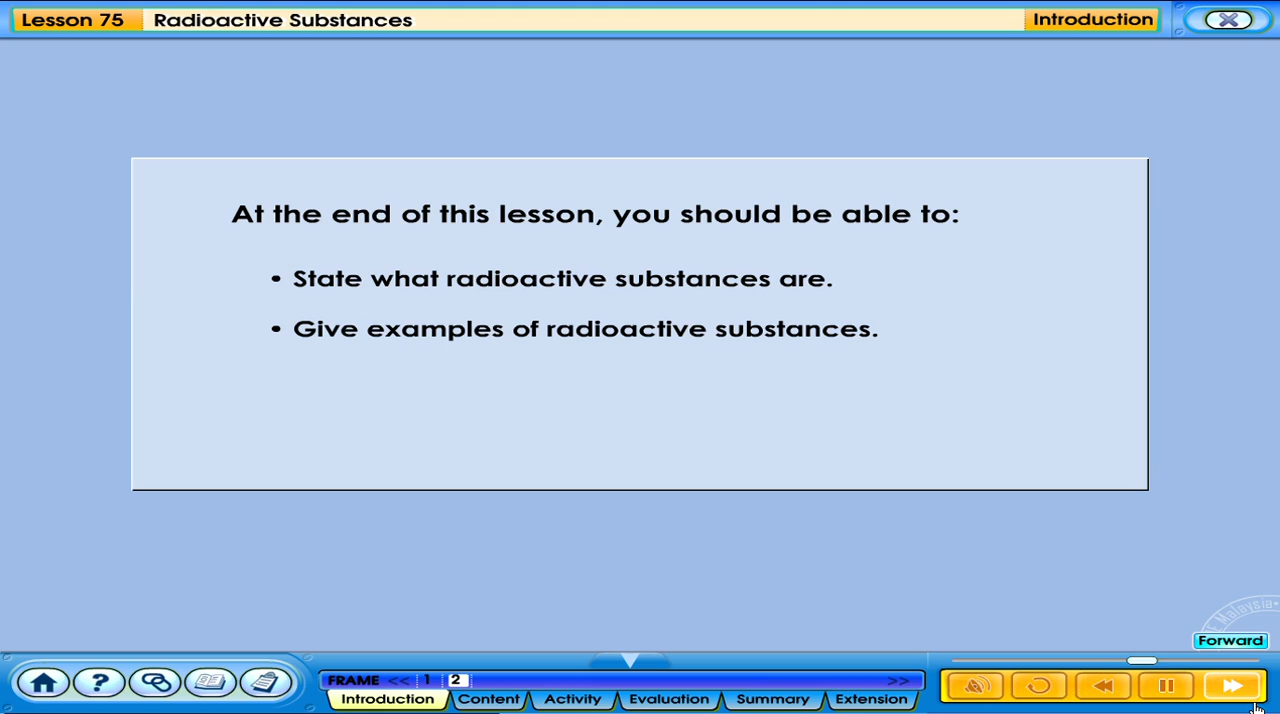 Lesson 75 Radioactive Substances Introduction
At the end of this lesson, you should be able to:
• State what radioactive substances are.
• Give examples of radioactive substances.
Malaysia
Forward
FRAME << 1 2 >>
Introduction Content Activity Evaluation Summary Extension